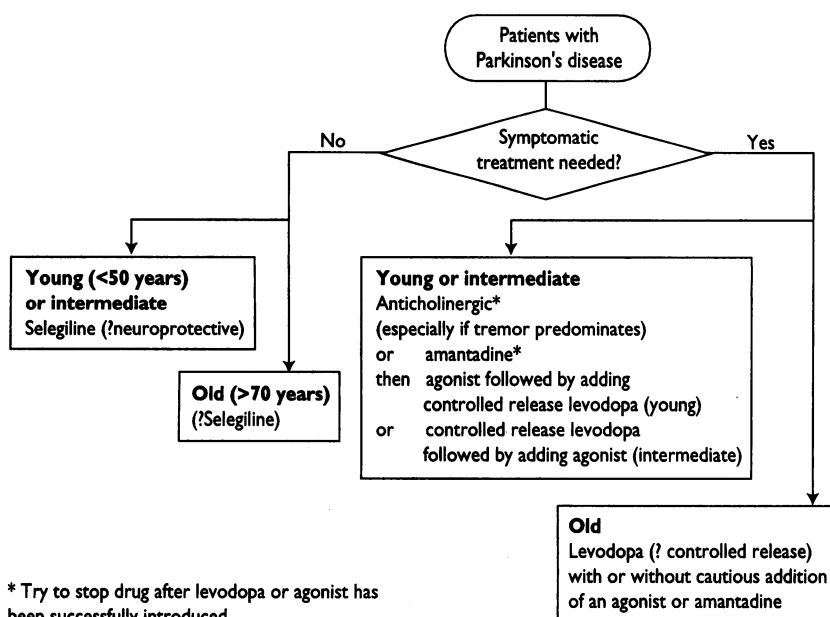 Patients with
Parkinson's disease
Symptomatic
treatment needed?
No
Yes
Young (<50 years)
or intermediate
Selegiline (?neuroprotective)
Old (>70 years)
(?Selegiline)
Young or intermediate
Anticholinergic*
(especially if tremor predominates)
or amantadine*
then agonist followed by adding
controlled release levodopa (young)
or controlled release levodopa
followed by adding agonist (intermediate)
Old
Levodopa (? controlled release)
with or without cautious addition
of an agonist or amantadine
* Try to stop drug after levodopa or agonist has
been successfully introduced